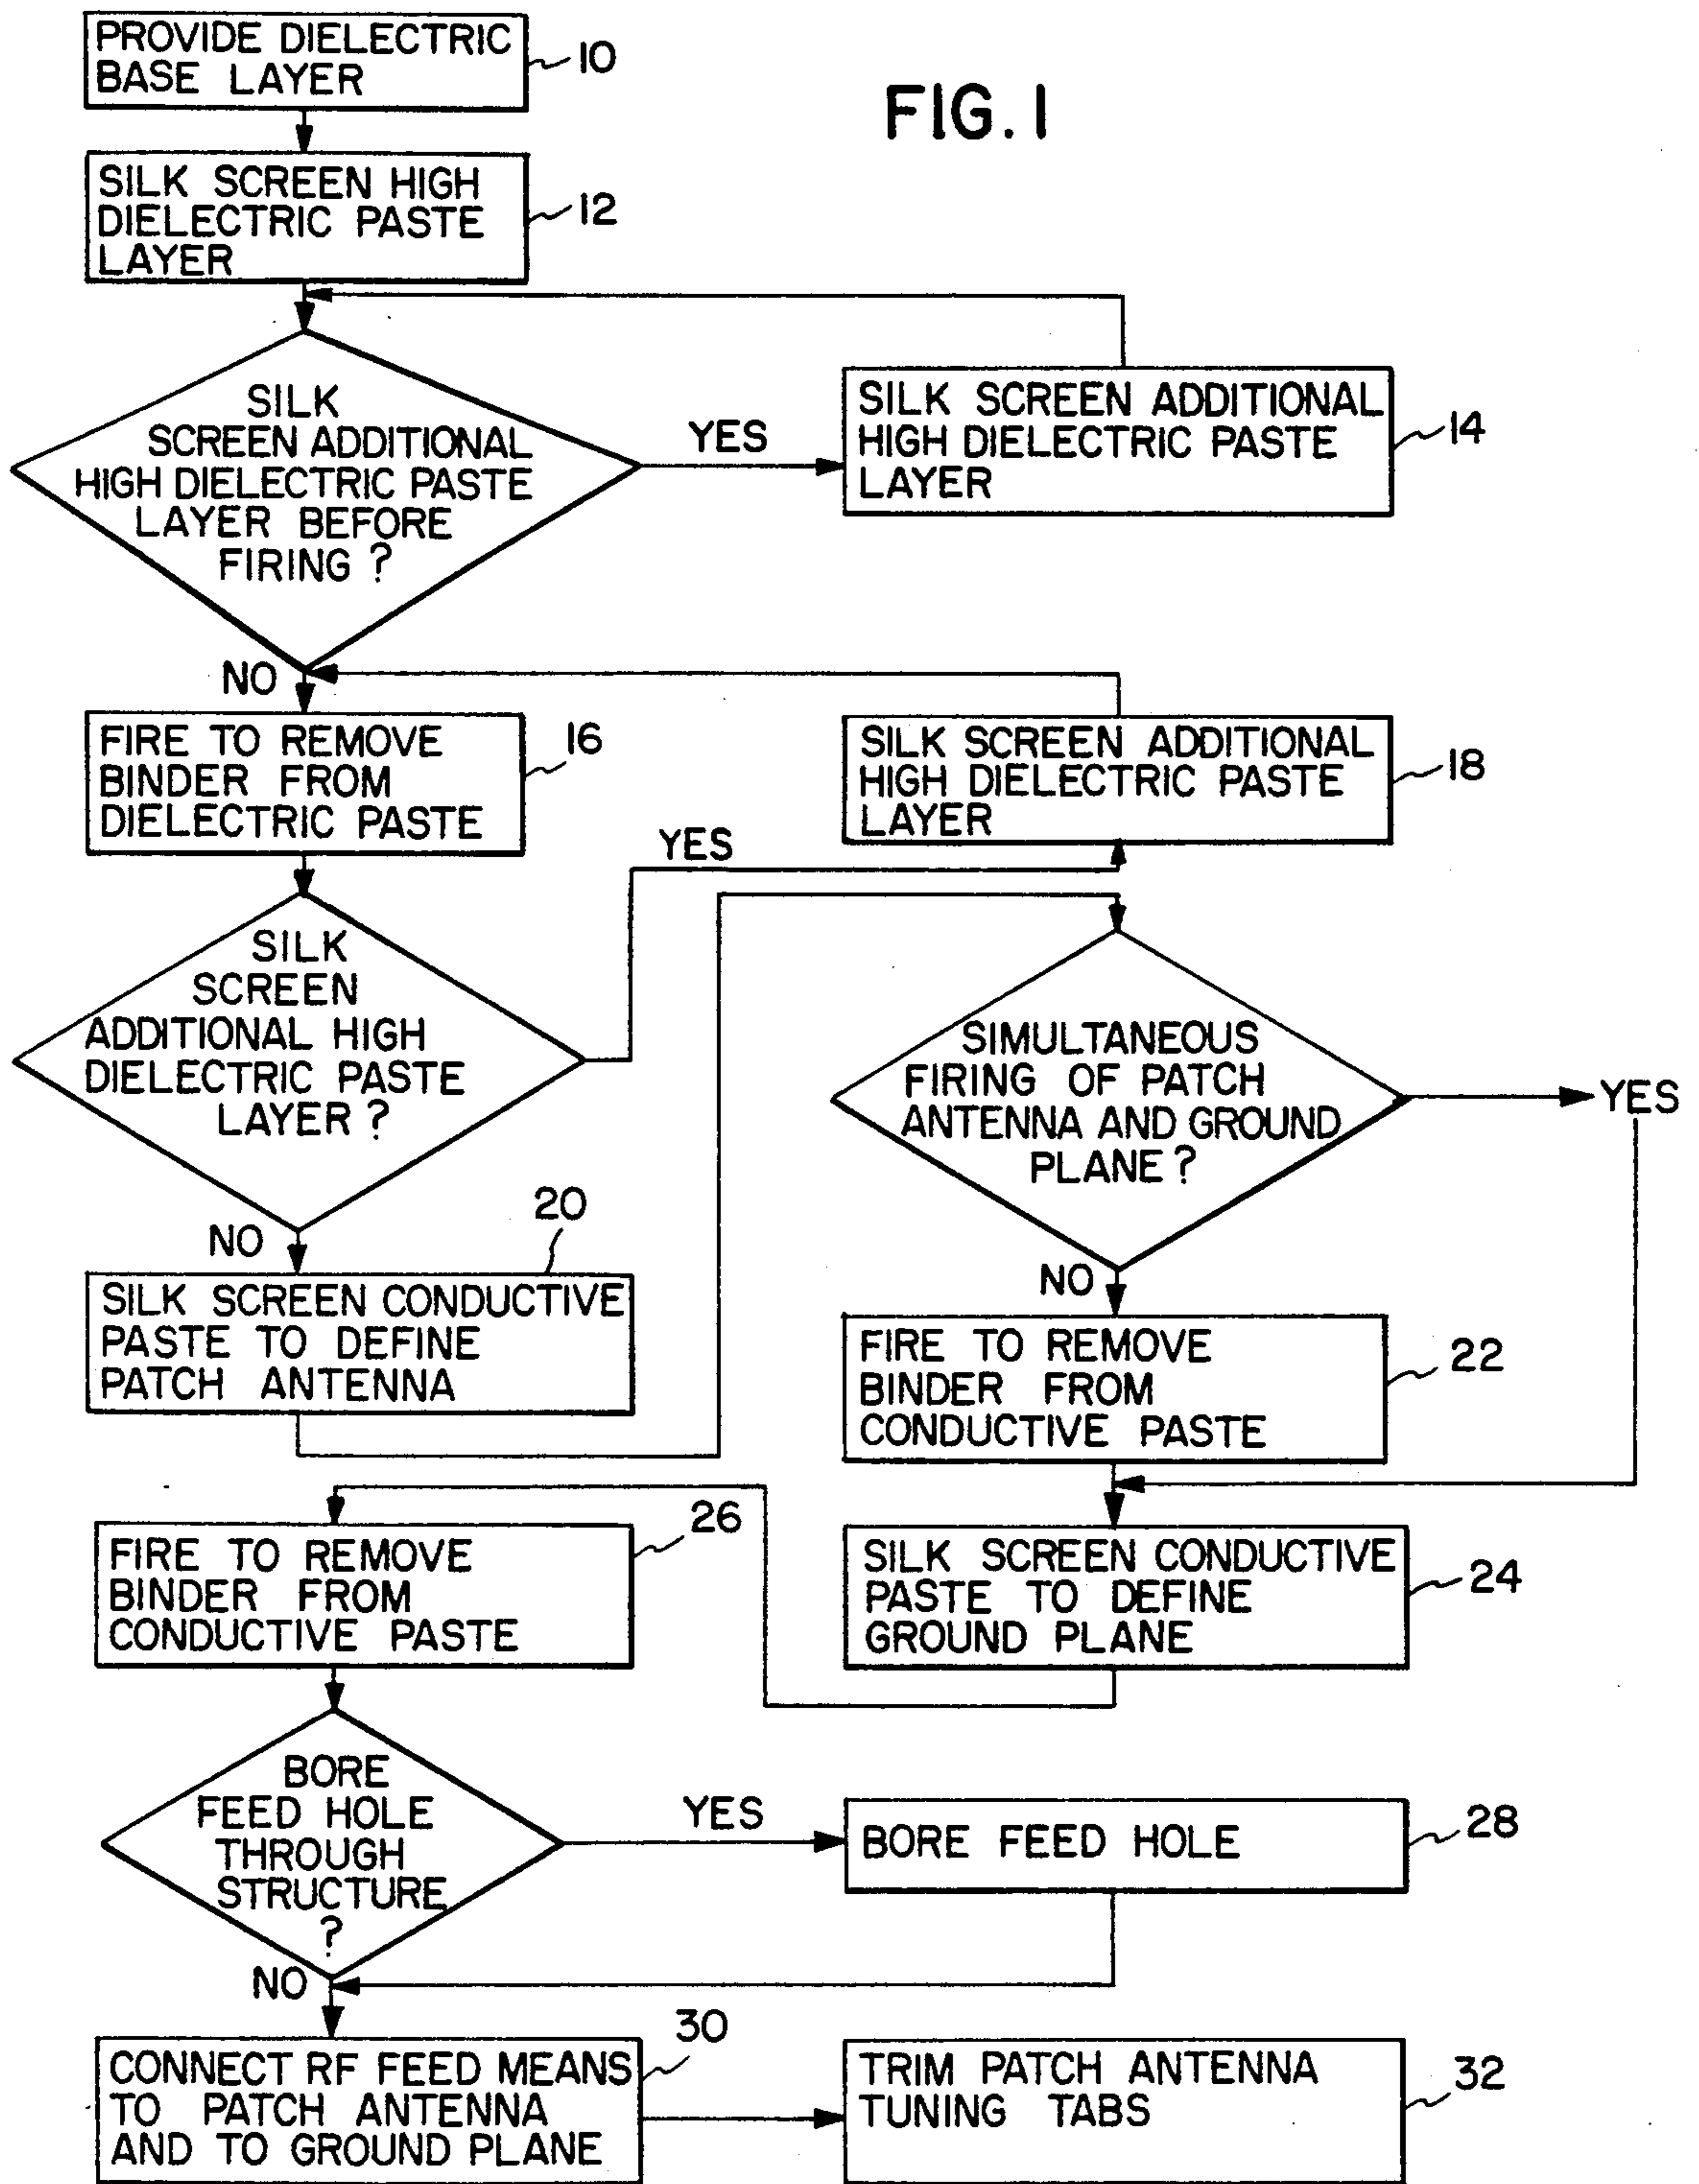 PROVIDE DIELECTRIC
BASE LAYER
10
FIG. 1
SILK SCREEN HIGH
DIELECTRIC PASTE
LAYER
12
SILK
SCREEN ADDITIONAL
HIGH DIELECTRIC PASTE
LAYER BEFORE
FIRING ?
YES
SILK SCREEN ADDITIONAL
HIGH DIELECTRIC PASTE
LAYER
14
NO
FIRE TO REMOVE
BINDER FROM
DIELECTRIC PASTE
16
SILK SCREEN ADDITIONAL
HIGH DIELECTRIC PASTE
LAYER
18
YES
SILK
SCREEN
ADDITIONAL HIGH
DIELECTRIC PASTE
LAYER ?
NO
SIMULTANEOUS
FIRING OF PATCH
ANTENNA AND GROUND
PLANE ?
YES
NO
20
SILK SCREEN CONDUCTIVE
PASTE TO DEFINE
PATCH ANTENNA
FIRE TO REMOVE
BINDER FROM
CONDUCTIVE PASTE
22
26
FIRE TO REMOVE
BINDER FROM
CONDUCTIVE PASTE
SILK SCREEN CONDUCTIVE
PASTE TO DEFINE
GROUND PLANE
24
BORE
FEED HOLE
THROUGH
STRUCTURE
?
YES
BORE FEED HOLE
28
NO
30
CONNECT RF FEED MEANS
TO PATCH ANTENNA
AND TO GROUND PLANE
TRIM PATCH ANTENNA
TUNING TABS
32